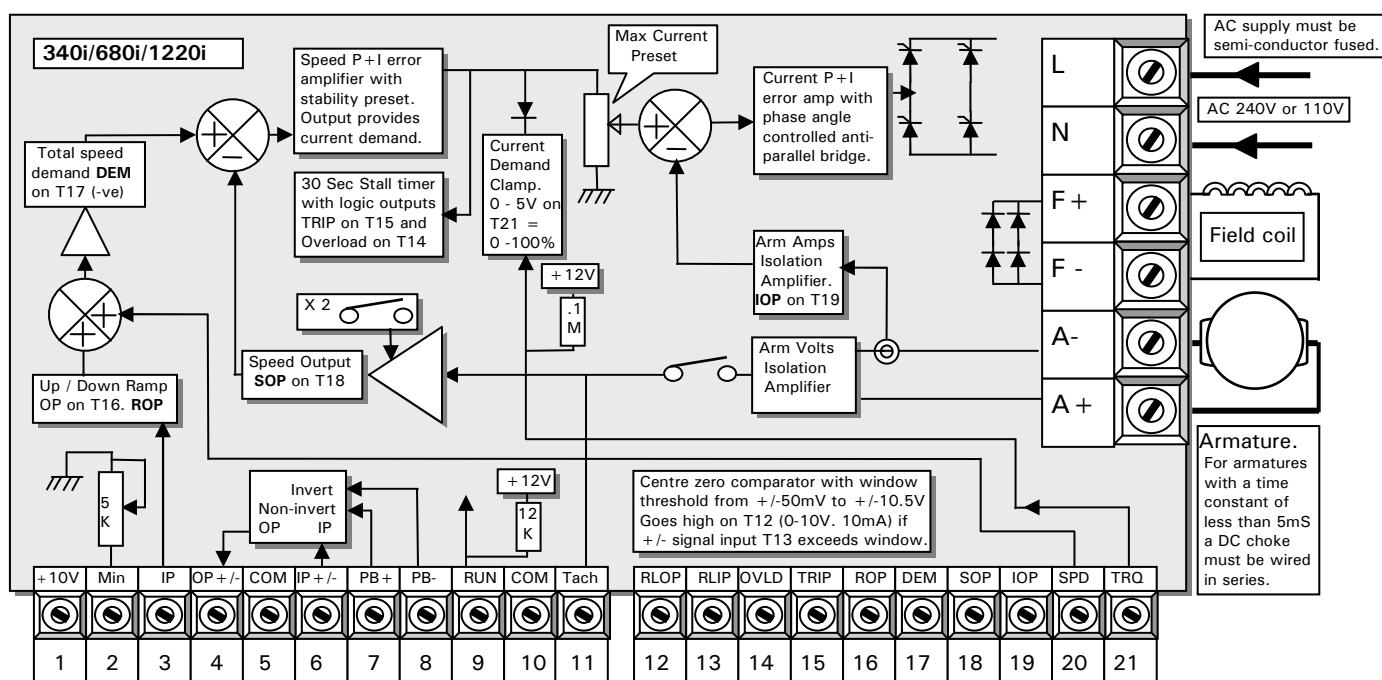 340i/680i/1220i
Speed P+I error
amplifier with
stability preset.
Output provides
current demand.
Max Current
Preset
Current P+I
error amp with
phase angle
controlled anti-
parallel bridge.
AC supply must be
semi-conductor fused.
L
AC 240V or 110V
N
Total speed
demand DEM
on T17 (-ve)
+
–
30 Sec Stall timer
with logic outputs
TRIP on T15 and
Overload on T14
Current
Demand
Clamp.
0 - 5V on
T21 =
0 -100%
+
–
F+
Field coil
F -
Arm Amps
Isolation
Amplifier.
IOP on T19
+12V
.1
M
X 2
+
+
Speed Output
SOP on T18
Arm Volts
Isolation
Amplifier
A-
A+
Up / Down Ramp
OP on T16. ROP
5
K
Invert
Non-invert
OP IP
+12V
12
K
Centre zero comparator with window
threshold from +/-50mV to +/-10.5V
Goes high on T12 (0-10V. 10mA) if
+/- signal input T13 exceeds window.
Armature.
For armatures
with a time
constant of
less than 5mS
a DC choke
must be wired
in series.
+10V Min IP OP+/- COM IP+/- PB+ PB- RUN COM Tach RLOP RLIP OVLD TRIP ROP DEM SOP IOP SPD TRQ
1 2 3 4 5 6 7 8 9 10 11 12 13 14 15 16 17 18 19 20 21